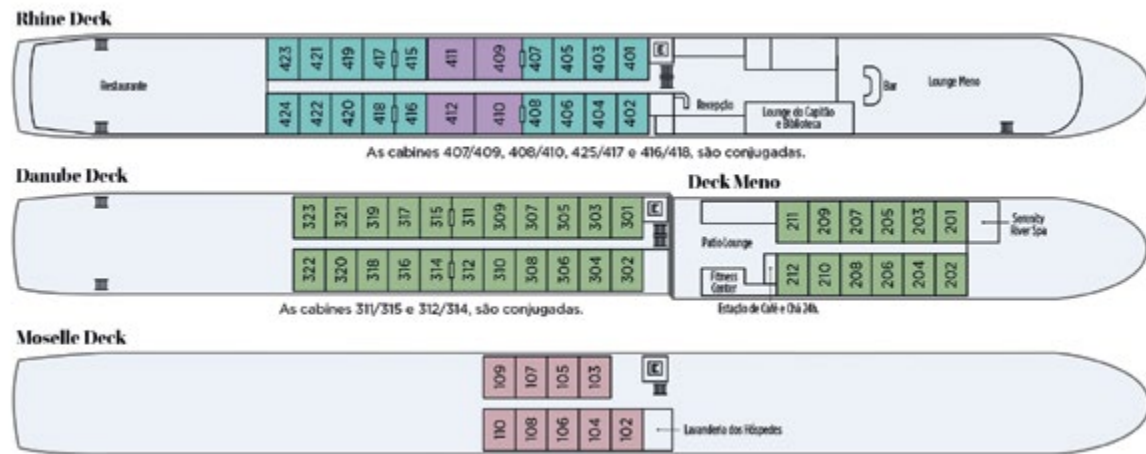 Rhine Deck
423 421 419 417 415 411 409 407 405 403 401
Restaurante
Bar
Lounge Meno
424 422 420 418 416 412 410 408 406 404 402
Recepção
Lounge do Capitão
e Biblioteca
As cabines 407/409, 408/410, 425/417 e 416/418, são conjugadas.
Danube Deck
323 321 319 317 315 311 309 307 305 303 301
322 320 318 316 314 312 310 308 306 304 302
As cabines 311/315 e 312/314, são conjugadas.
Deck Meno
211 209 207 205 203 201
Serenity
River Spa
Patio Lounge
Fitness
Center
212 210 208 206 204 202
Estação de Café e Chá 24h.
Moselle Deck
109 107 105 103
110 108 106 104 102
Lavanderia dos Hóspedes